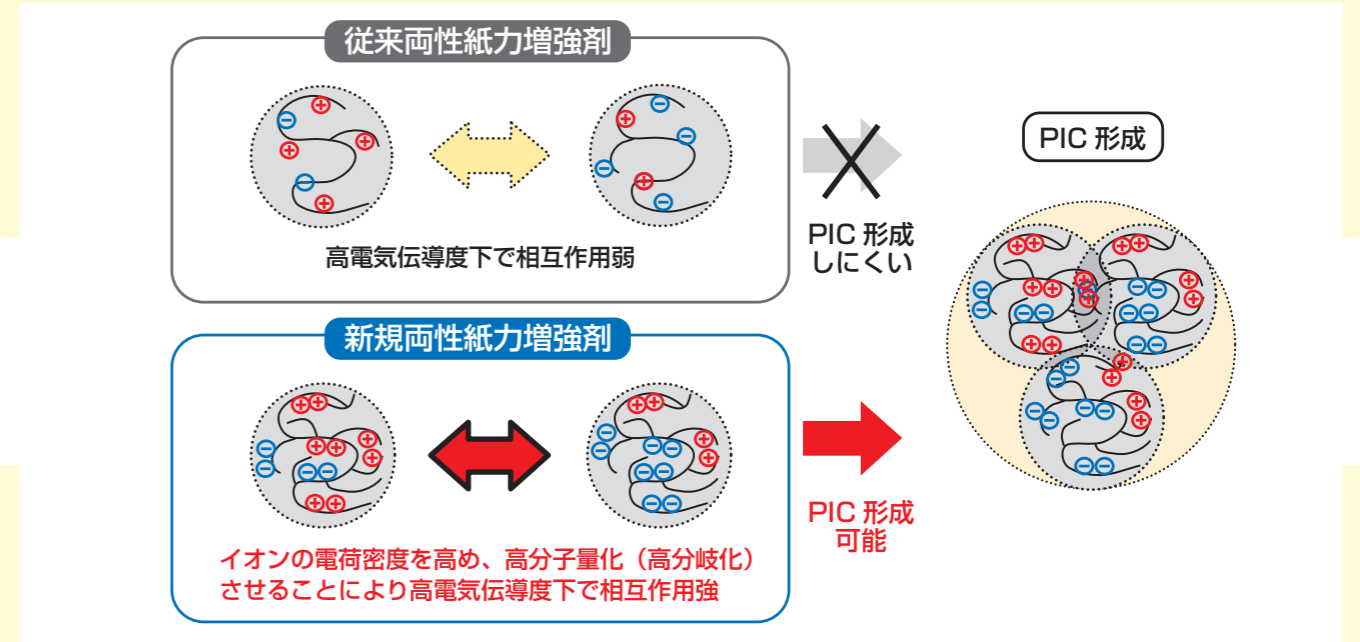 従来両性紙力増強剤
高電気伝導度下で相互作用弱
PIC 形成
しにくい
新規両性紙力増強剤
イオンの電荷密度を高め、高分子量化（高分岐化）
させることにより高電気伝導度下で相互作用強
PIC 形成
可能
PIC 形成